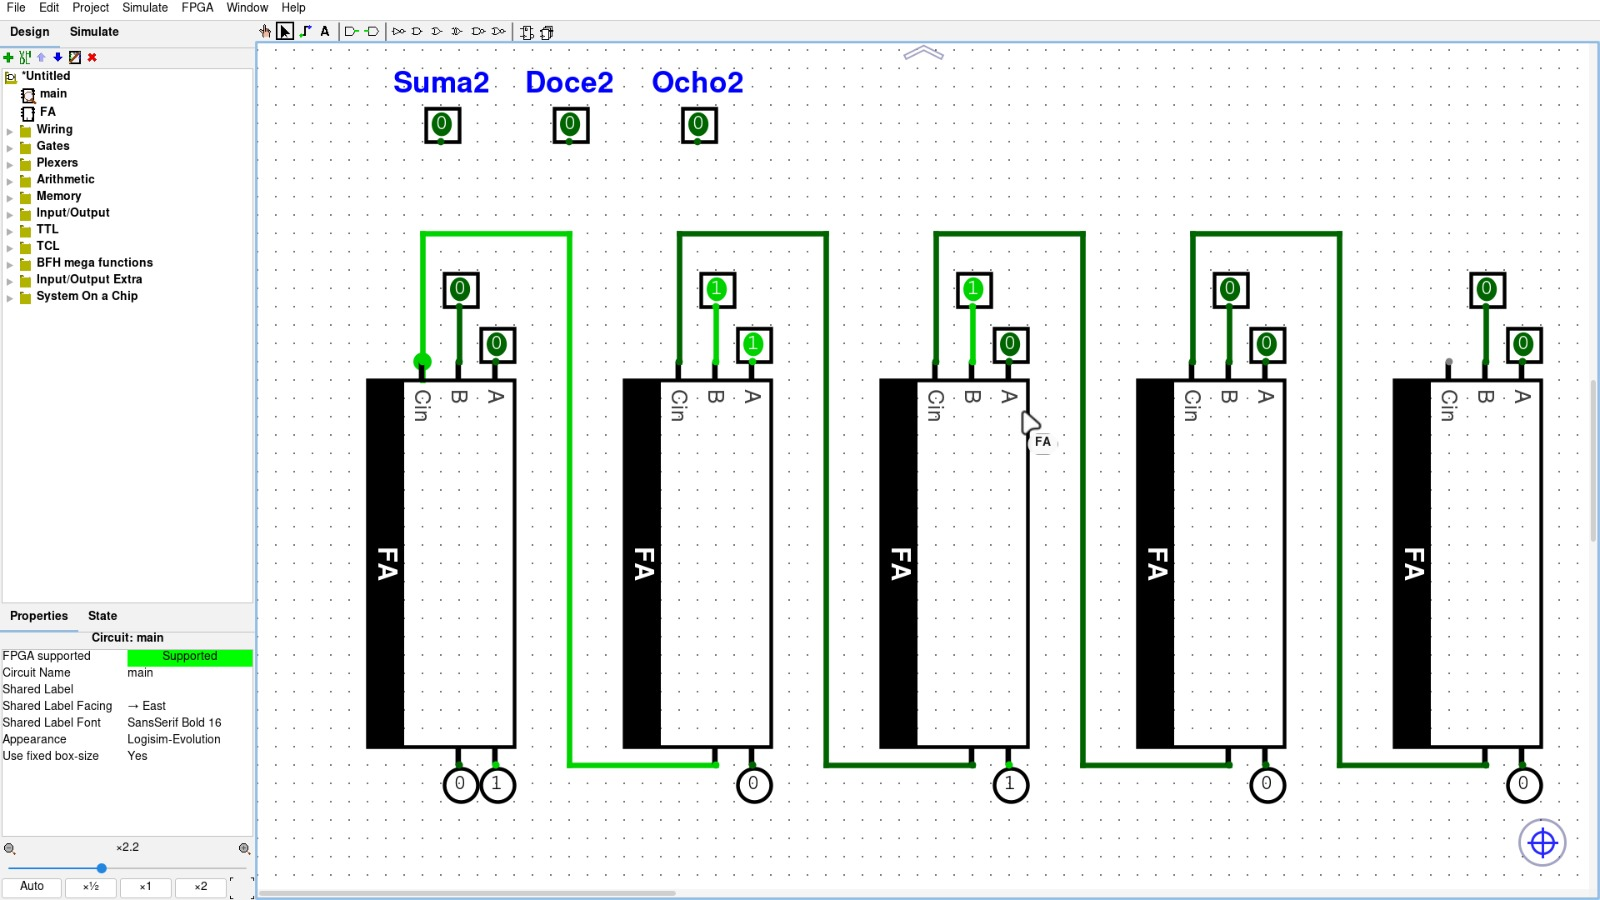 File Edit Project Simulate FPGA Window Help
Design Simulate
A
*Untitled
main
FA
Wiring
Gates
Plexers
Arithmetic
Memory
Input/Output
TTL
TCL
BFH mega functions
Input/Output Extra
System On a Chip
Properties State
Circuit: main
FPGA supported Supported
Circuit Name main
Shared Label
Shared Label Facing → East
Shared Label Font SansSerif Bold 16
Appearance Logisim-Evolution
Use fixed box-size Yes
×2.2
Auto ×½ ×1 ×2
Suma2 Doce2 Ocho2
0 0 0
0 1 1 0 0
0 1 0 0 0
Cin B A Cin B A Cin B A Cin B A Cin B A
FA
FA FA FA FA FA
0 1 0 1 0 0